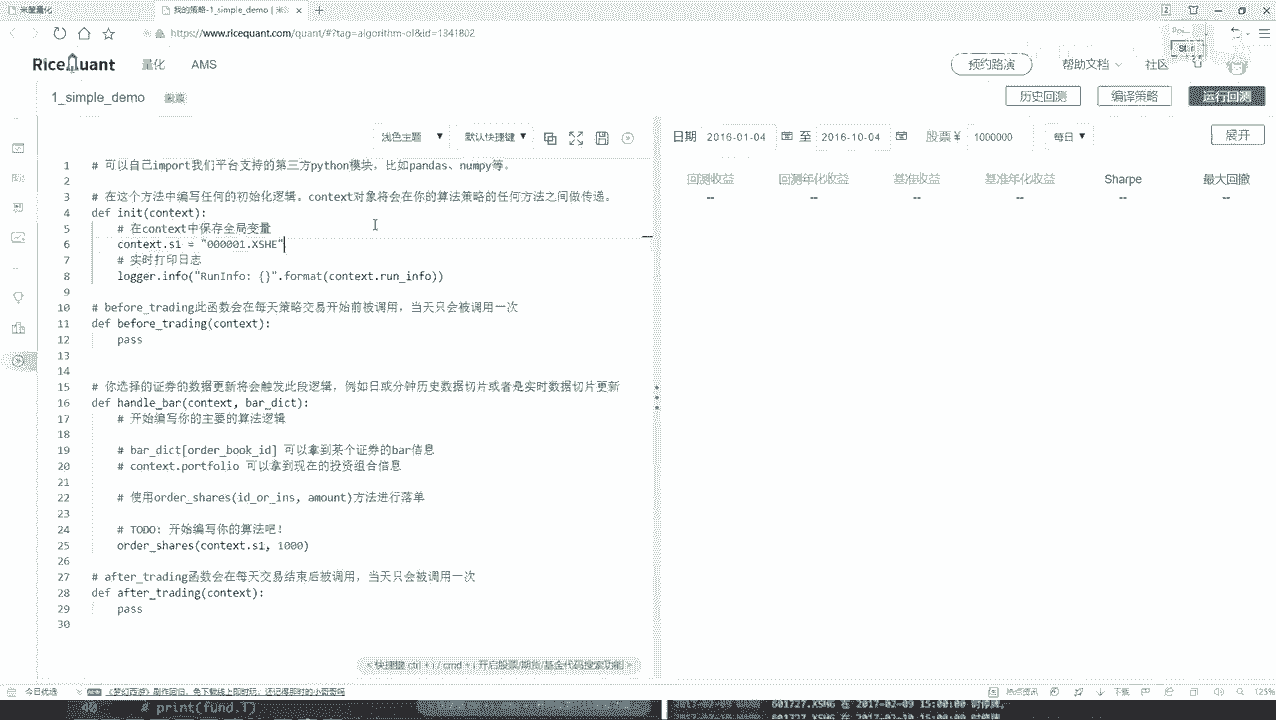 米筐量化
我的策略-1_simple_demo
https://www.ricequant.com/quant/#?tag=algorithm-ol&id=1341802
RiceQuant
量化
AMS
预约路演
帮助文档
社区
1_simple_demo
股票
历史回测
编译策略
运行回测
浅色主题
默认快捷键
日期 2016-01-04 至 2016-10-04 股票 ¥ 1000000 每日
展开
回测收益 回测年化收益 基准收益 基准年化收益 Sharpe 最大回撤
-- -- -- -- -- --
1 # 可以自己import我们平台支持的第三方python模块，比如pandas、numpy等。
2
3 # 在这个方法中编写任何的初始化逻辑。context对象将会在你的算法策略的任何方法之间做传递。
4 def init(context):
5 # 在context中保存全局变量
6 context.s1 = "000001.XSHE"
7 # 实时打印日志
8 logger.info("RunInfo: {}".format(context.run_info))
9
10 # before_trading此函数会在每天策略交易开始前被调用，当天只会被调用一次
11 def before_trading(context):
12 pass
13
14
15 # 你选择的证券的数据更新将会触发此段逻辑，例如日或分钟历史数据切片或者是实时数据切片更新
16 def handle_bar(context, bar_dict):
17 # 开始编写你的主要的算法逻辑
18
19 # bar_dict[order_book_id] 可以拿到某个证券的bar信息
20 # context.portfolio 可以拿到现在的投资组合信息
21
22 # 使用order_shares(id_or_ins, amount)方法进行落单
23
24 # TODO: 开始编写你的算法吧！
25 order_shares(context.s1, 1000)
26
27 # after_trading函数会在每天交易结束后被调用，当天只会被调用一次
28 def after_trading(context):
29 pass
30
快捷键 ctrl + i / cmd + i 开启股票/期货/基金代码搜索功能
今日优选
热点资讯
下载
125%
40 # print(fund.T)
601727.XSHG 在 2017-02-09 15:00:00 时停牌。